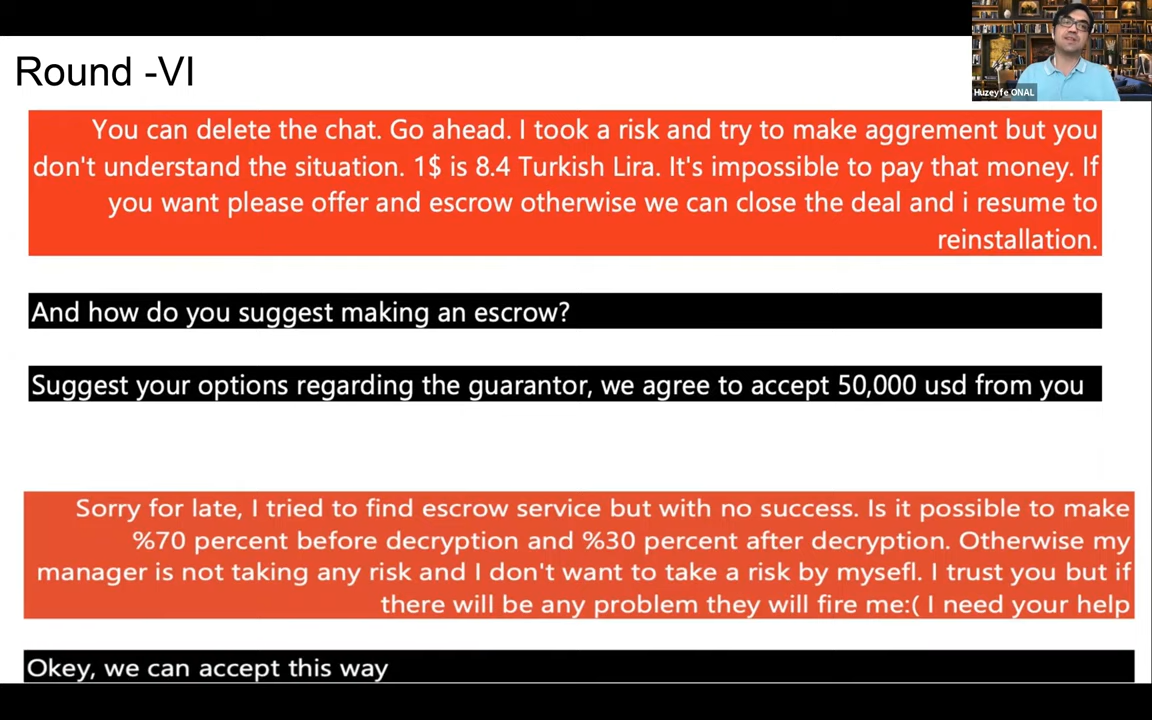 Round -VI
Huzeyfe ONAL
You can delete the chat. Go ahead. I took a risk and try to make aggrement but you
don't understand the situation. 1$ is 8.4 Turkish Lira. It's impossible to pay that money. If
you want please offer and escrow otherwise we can close the deal and i resume to
reinstallation.
And how do you suggest making an escrow?
Suggest your options regarding the guarantor, we agree to accept 50,000 usd from you
Sorry for late, I tried to find escrow service but with no success. Is it possible to make
%70 percent before decryption and %30 percent after decryption. Otherwise my
manager is not taking any risk and I don't want to take a risk by mysefl. I trust you but if
there will be any problem they will fire me:( I need your help
Okey, we can accept this way